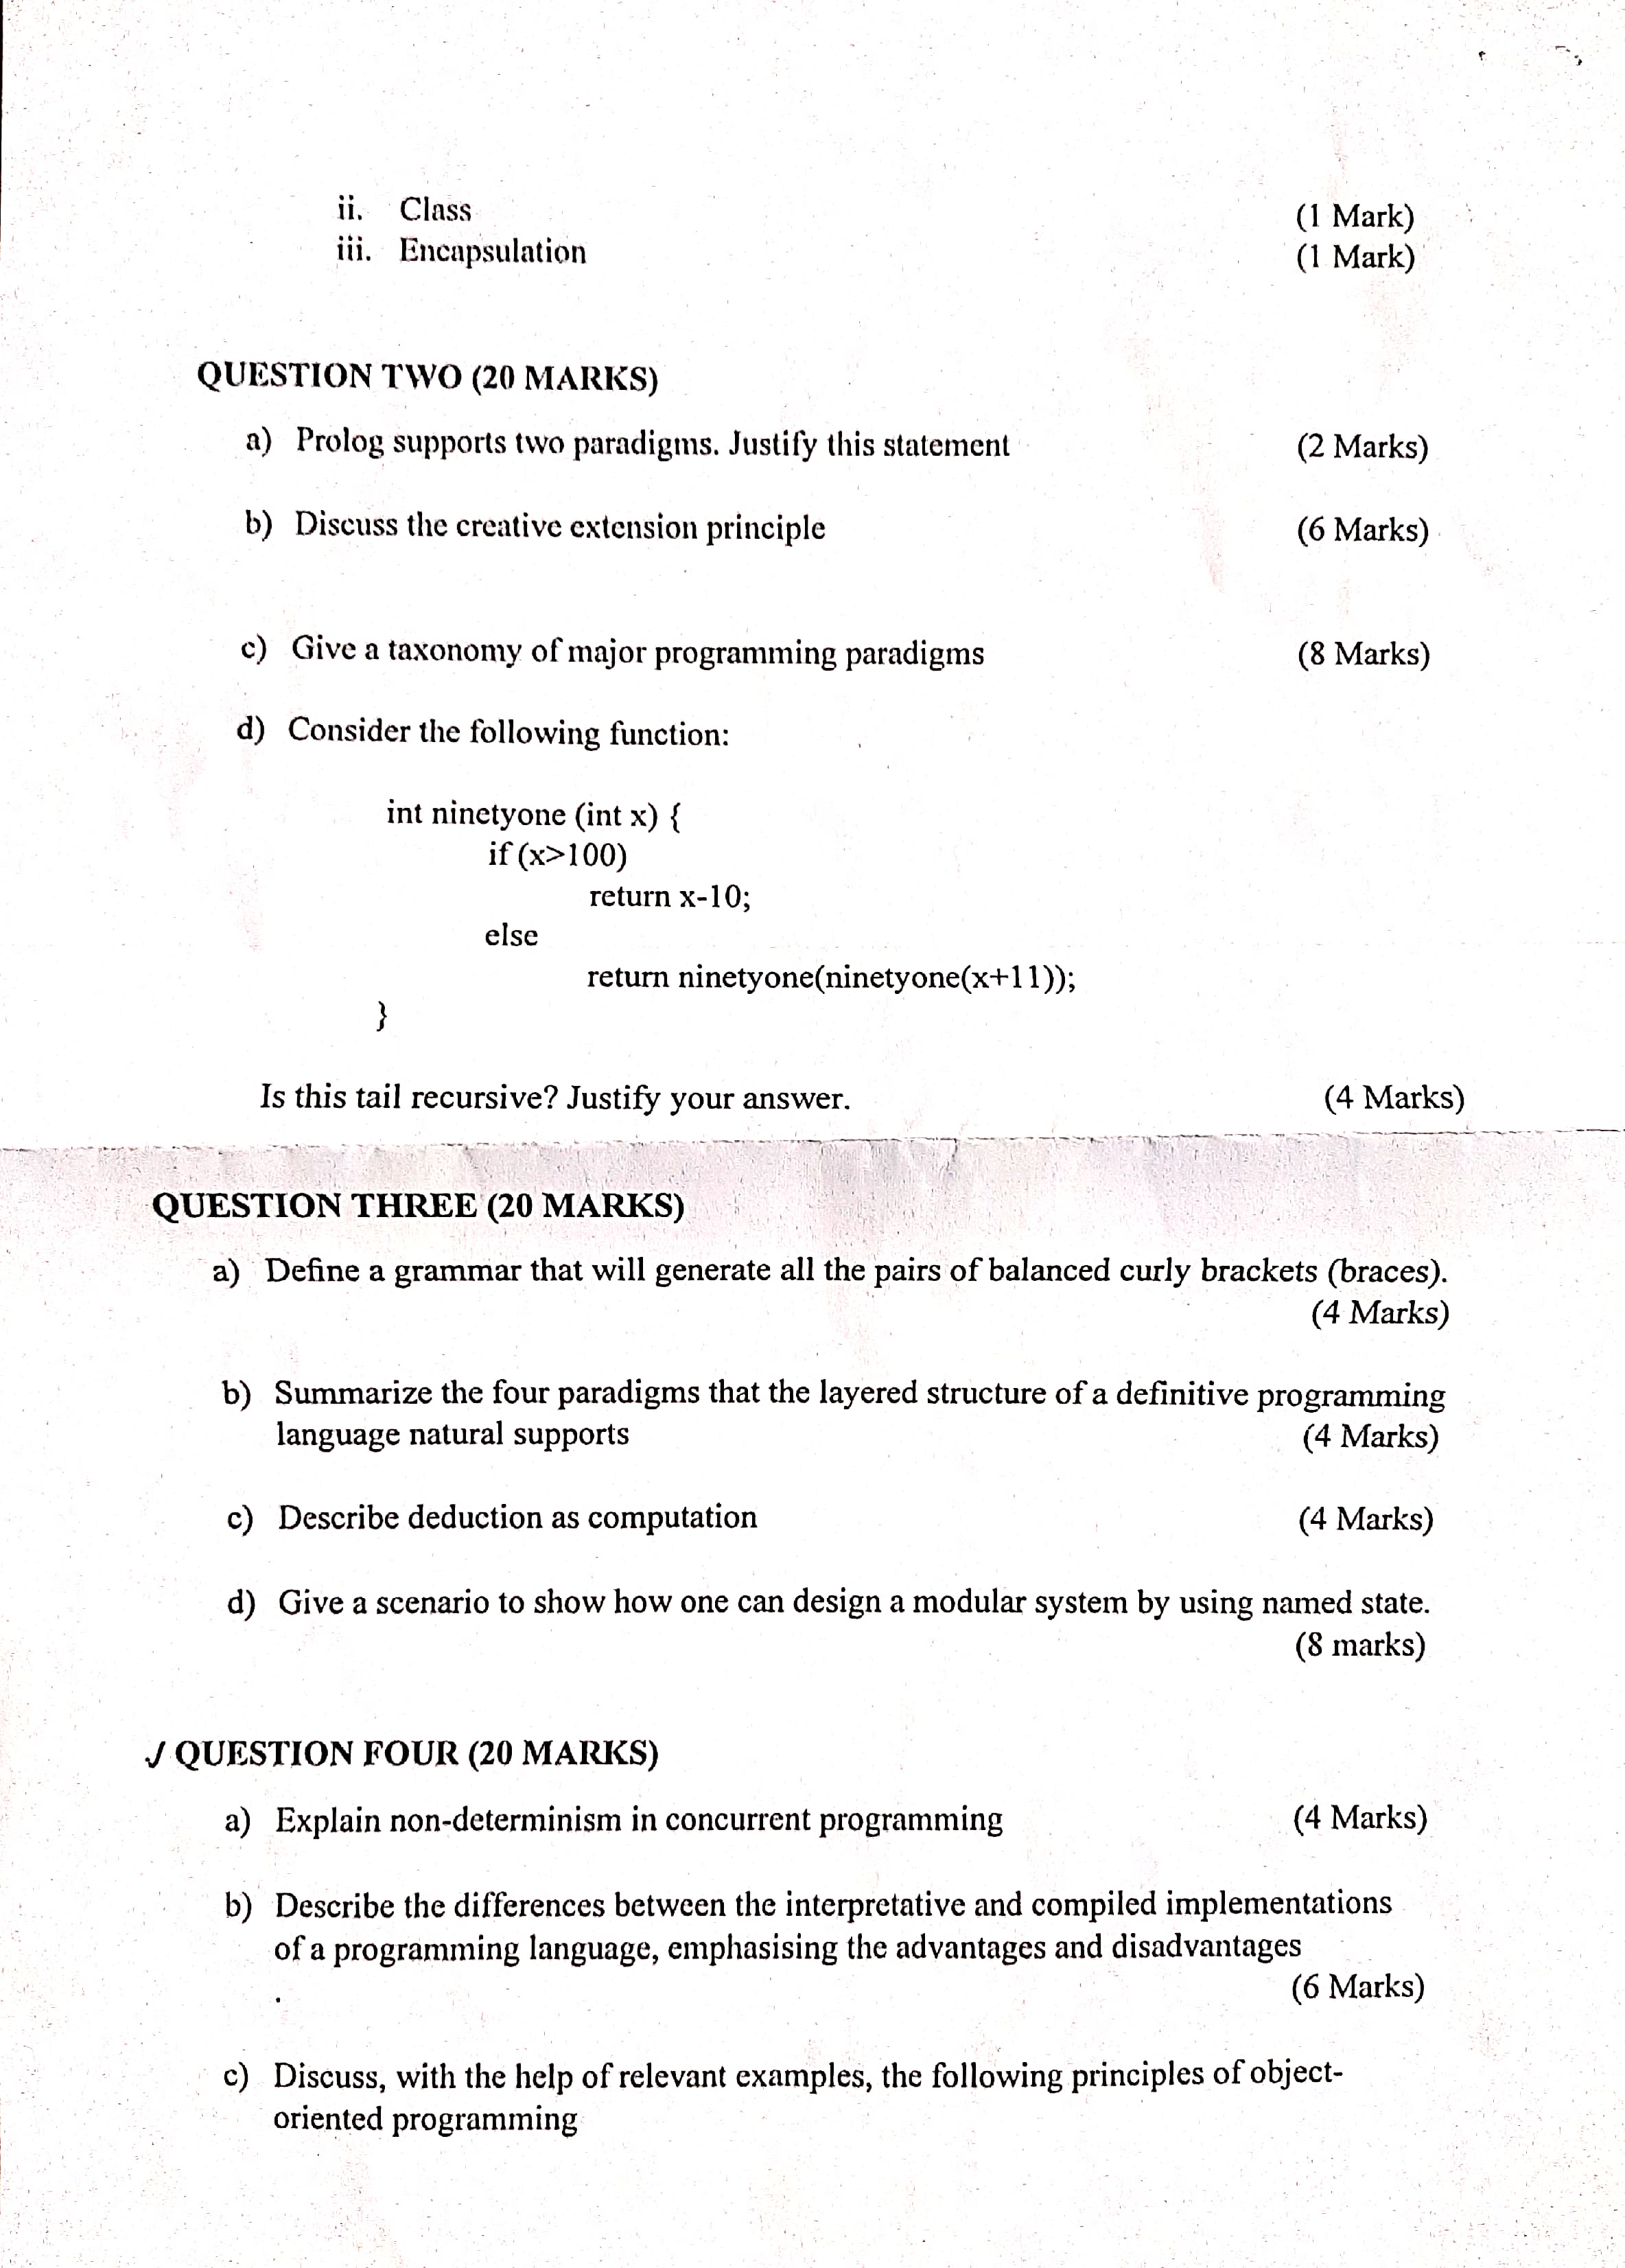 ii. Class (1 Mark)
iii. Encapsulation (1 Mark)
QUESTION TWO (20 MARKS)
a) Prolog supports two paradigms. Justify this statement (2 Marks)
b) Discuss the creative extension principle (6 Marks)
c) Give a taxonomy of major programming paradigms (8 Marks)
d) Consider the following function:
int ninetyone (int x) {
if (x>100)
return x-10;
else
return ninetyone(ninetyone(x+11));
}
Is this tail recursive? Justify your answer. (4 Marks)
QUESTION THREE (20 MARKS)
a) Define a grammar that will generate all the pairs of balanced curly brackets (braces).
(4 Marks)
b) Summarize the four paradigms that the layered structure of a definitive programming
language natural supports (4 Marks)
c) Describe deduction as computation (4 Marks)
d) Give a scenario to show how one can design a modular system by using named state.
(8 marks)
✓ QUESTION FOUR (20 MARKS)
a) Explain non-determinism in concurrent programming (4 Marks)
b) Describe the differences between the interpretative and compiled implementations
of a programming language, emphasising the advantages and disadvantages
. (6 Marks)
c) Discuss, with the help of relevant examples, the following principles of object-
oriented programming